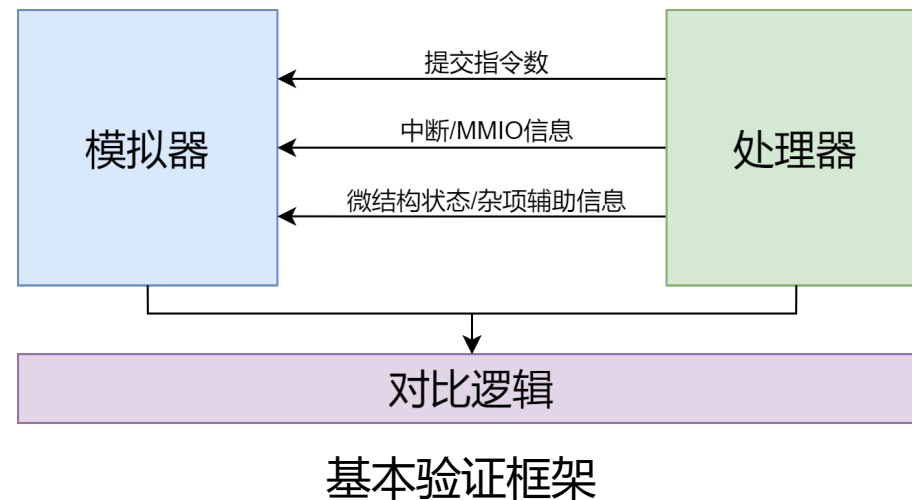 提交指令数
中断/MMIO信息
模拟器
处理器
微结构状态/杂项辅助信息
对比逻辑
基本验证框架